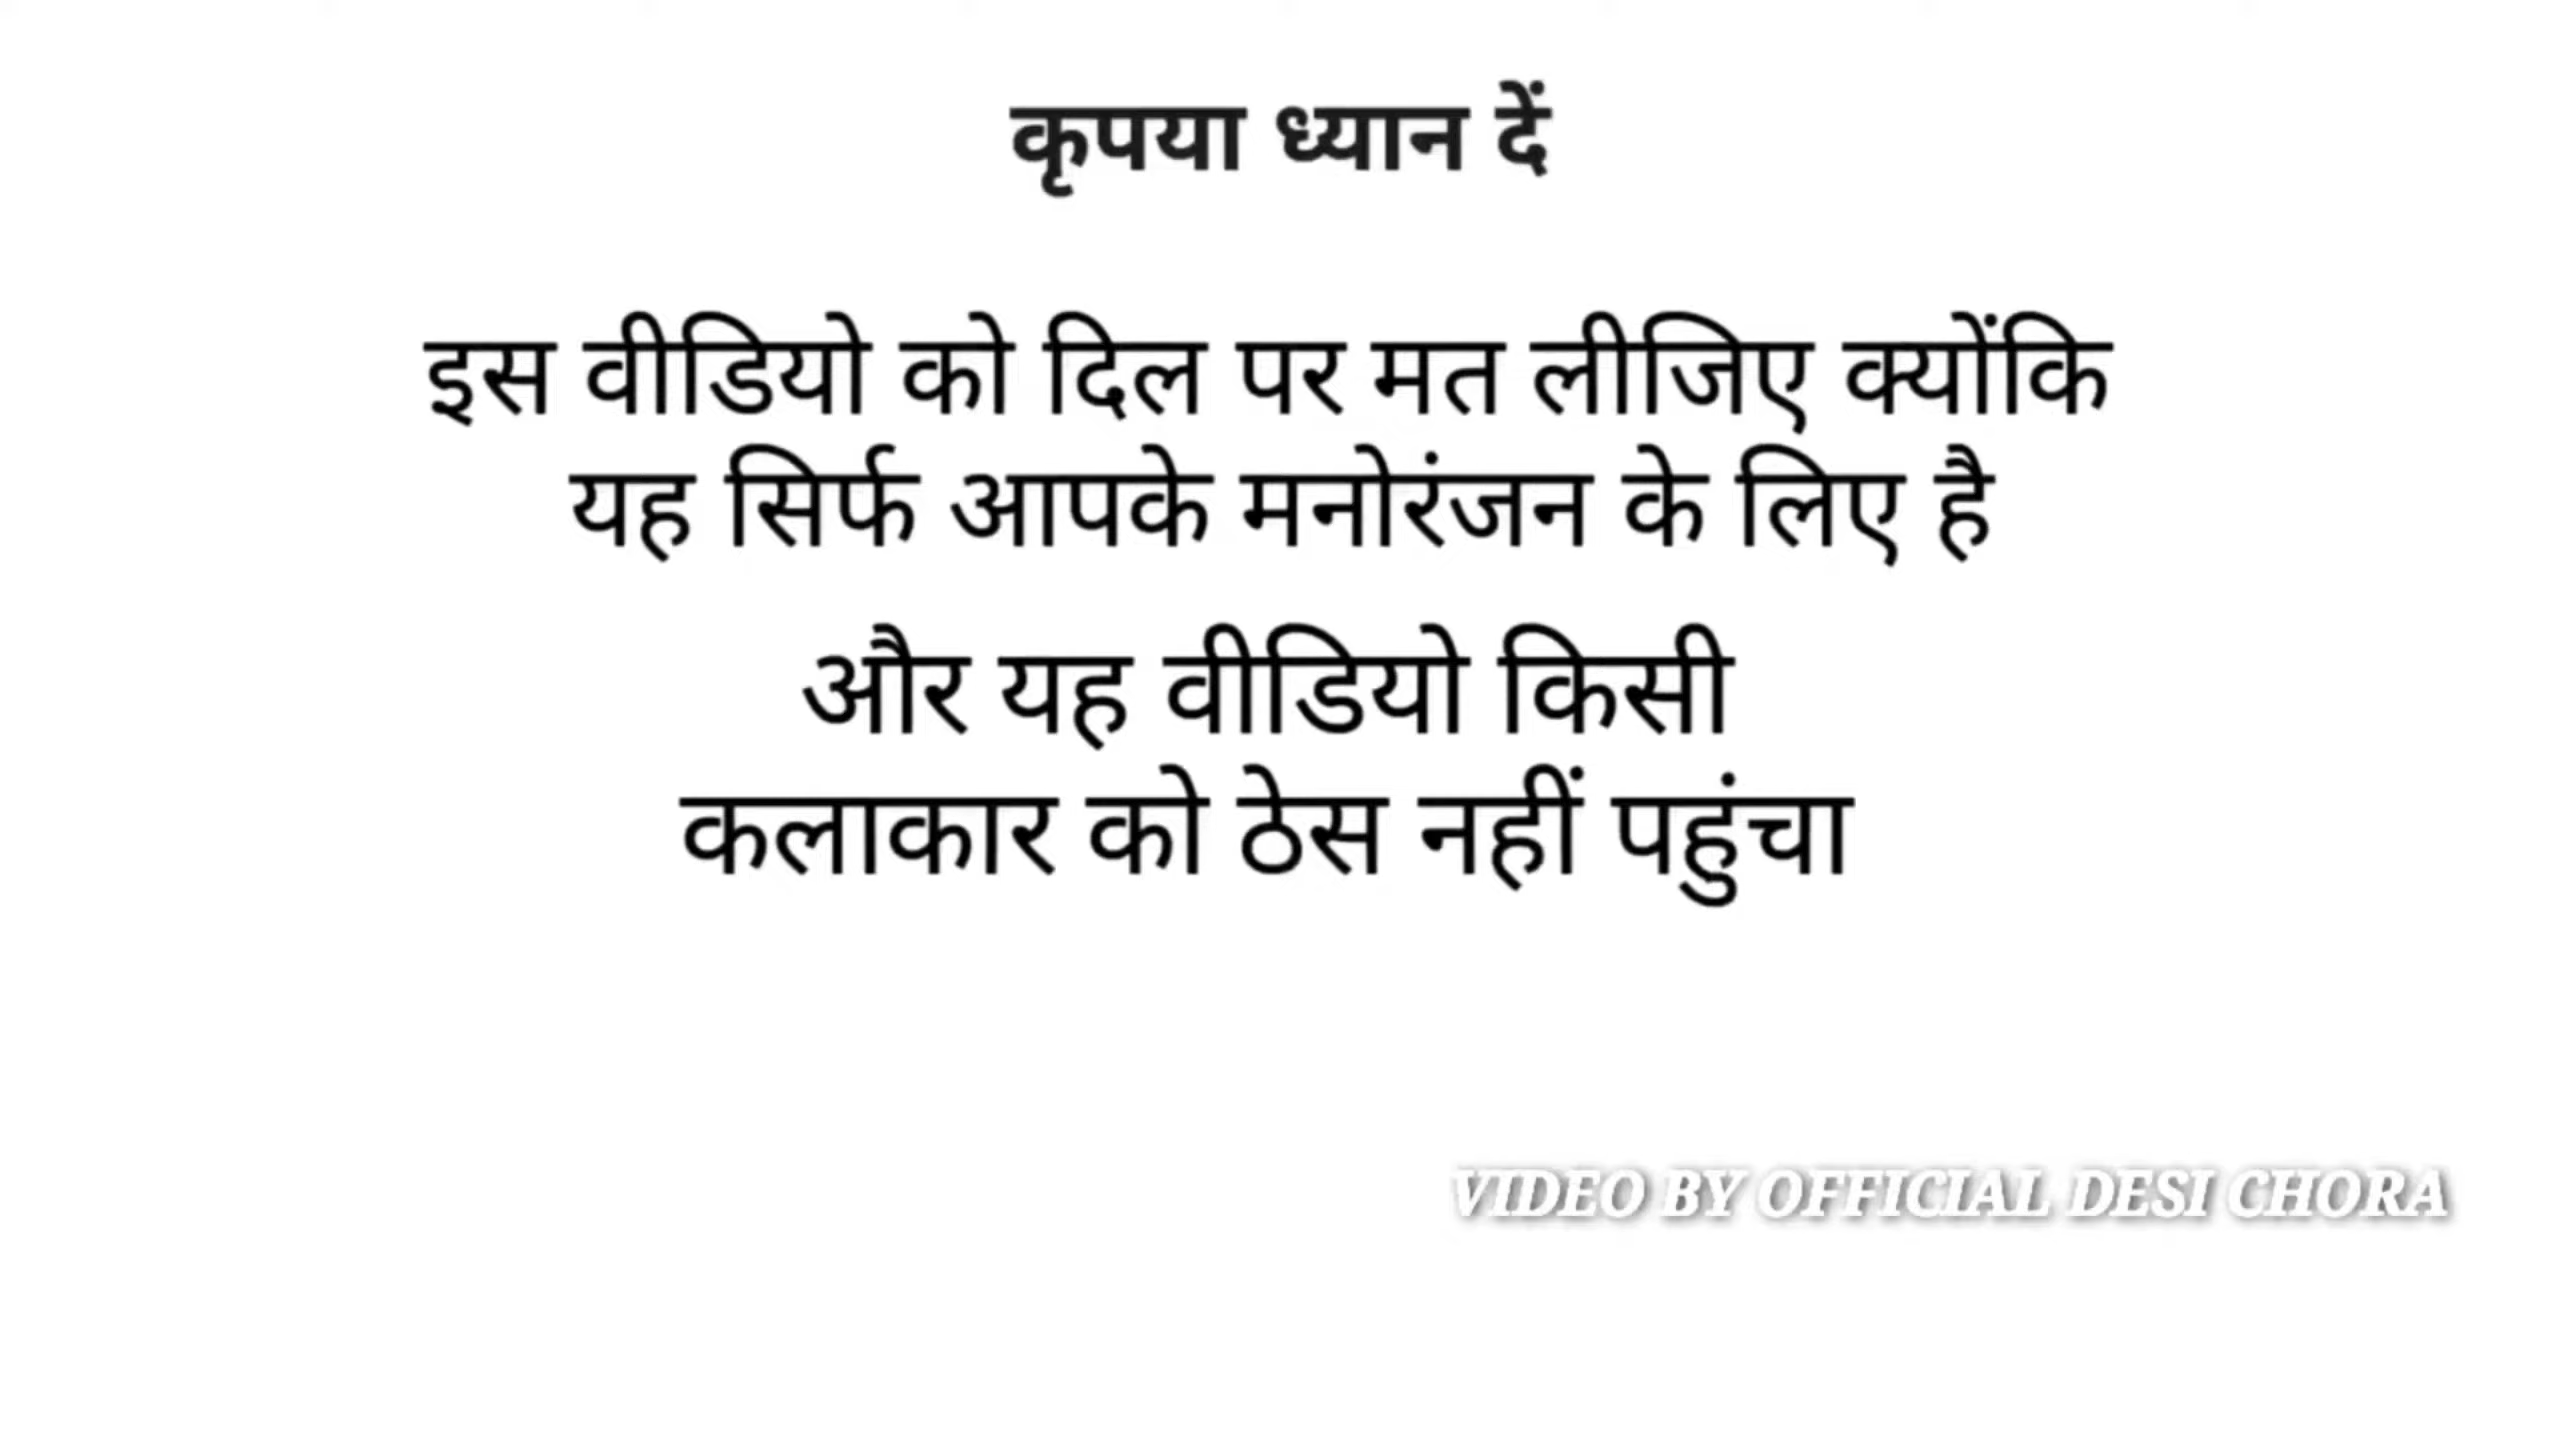 कृपया ध्यान दें
इस वीडियो को दिल पर मत लीजिए क्योंकि
यह सिर्फ आपके मनोरंजन के लिए है
और यह वीडियो किसी
कलाकार को ठेस नहीं पहुंचा
VIDEO BY OFFICIAL DESI CHORA